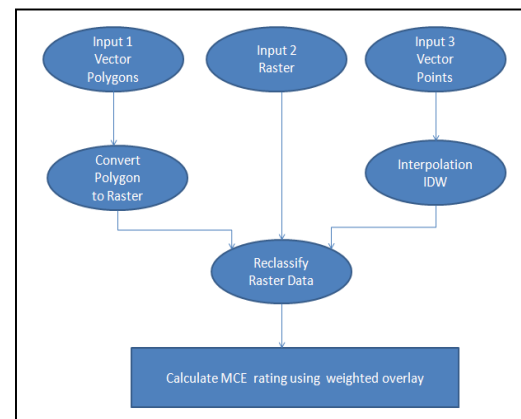 Input 1
Vector
Polygons
Input 2
Raster
Input 3
Vector
Points
Convert
Polygon
to Raster
Interpolation
IDW
Reclassify
Raster Data
Calculate MCE rating using weighted overlay